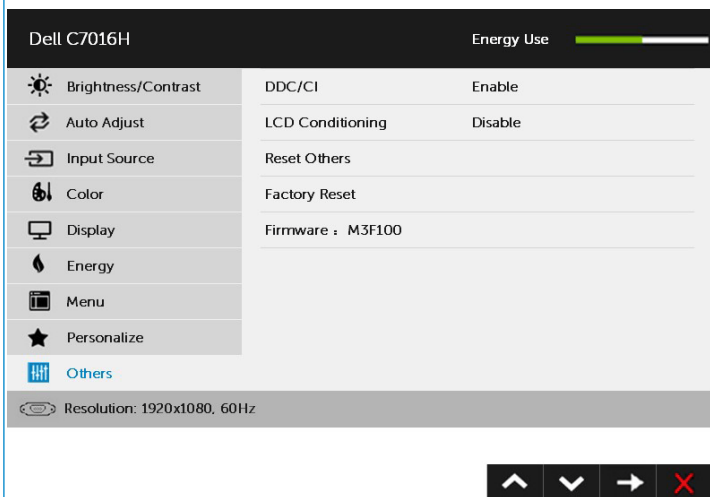 Dell C7016H Energy Use
Brightness/Contrast DDC/CI Enable
Auto Adjust LCD Conditioning Disable
Input Source Reset Others
Color Factory Reset
Display Firmware：M3F100
Energy
Menu
Personalize
Others
Resolution: 1920x1080, 60Hz